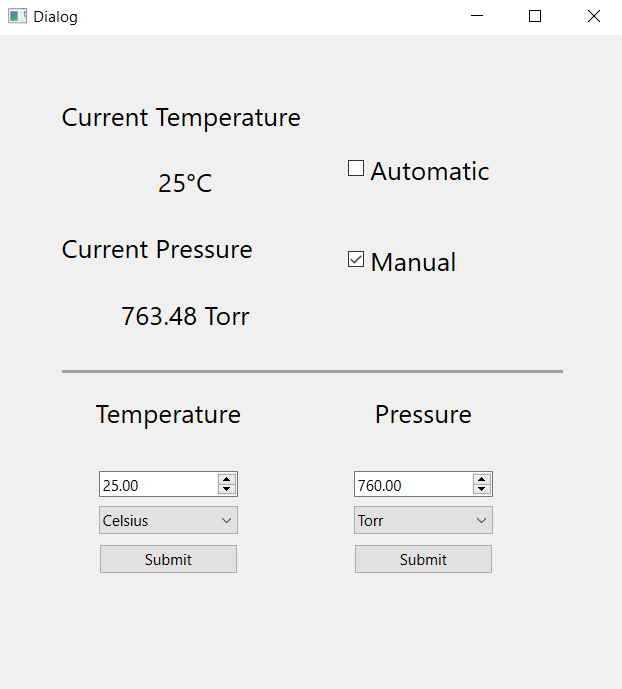 Dialog
Current Temperature
25°C
Automatic
Current Pressure
Manual
763.48 Torr
Temperature
Pressure
25.00
760.00
Celsius
Torr
Submit
Submit